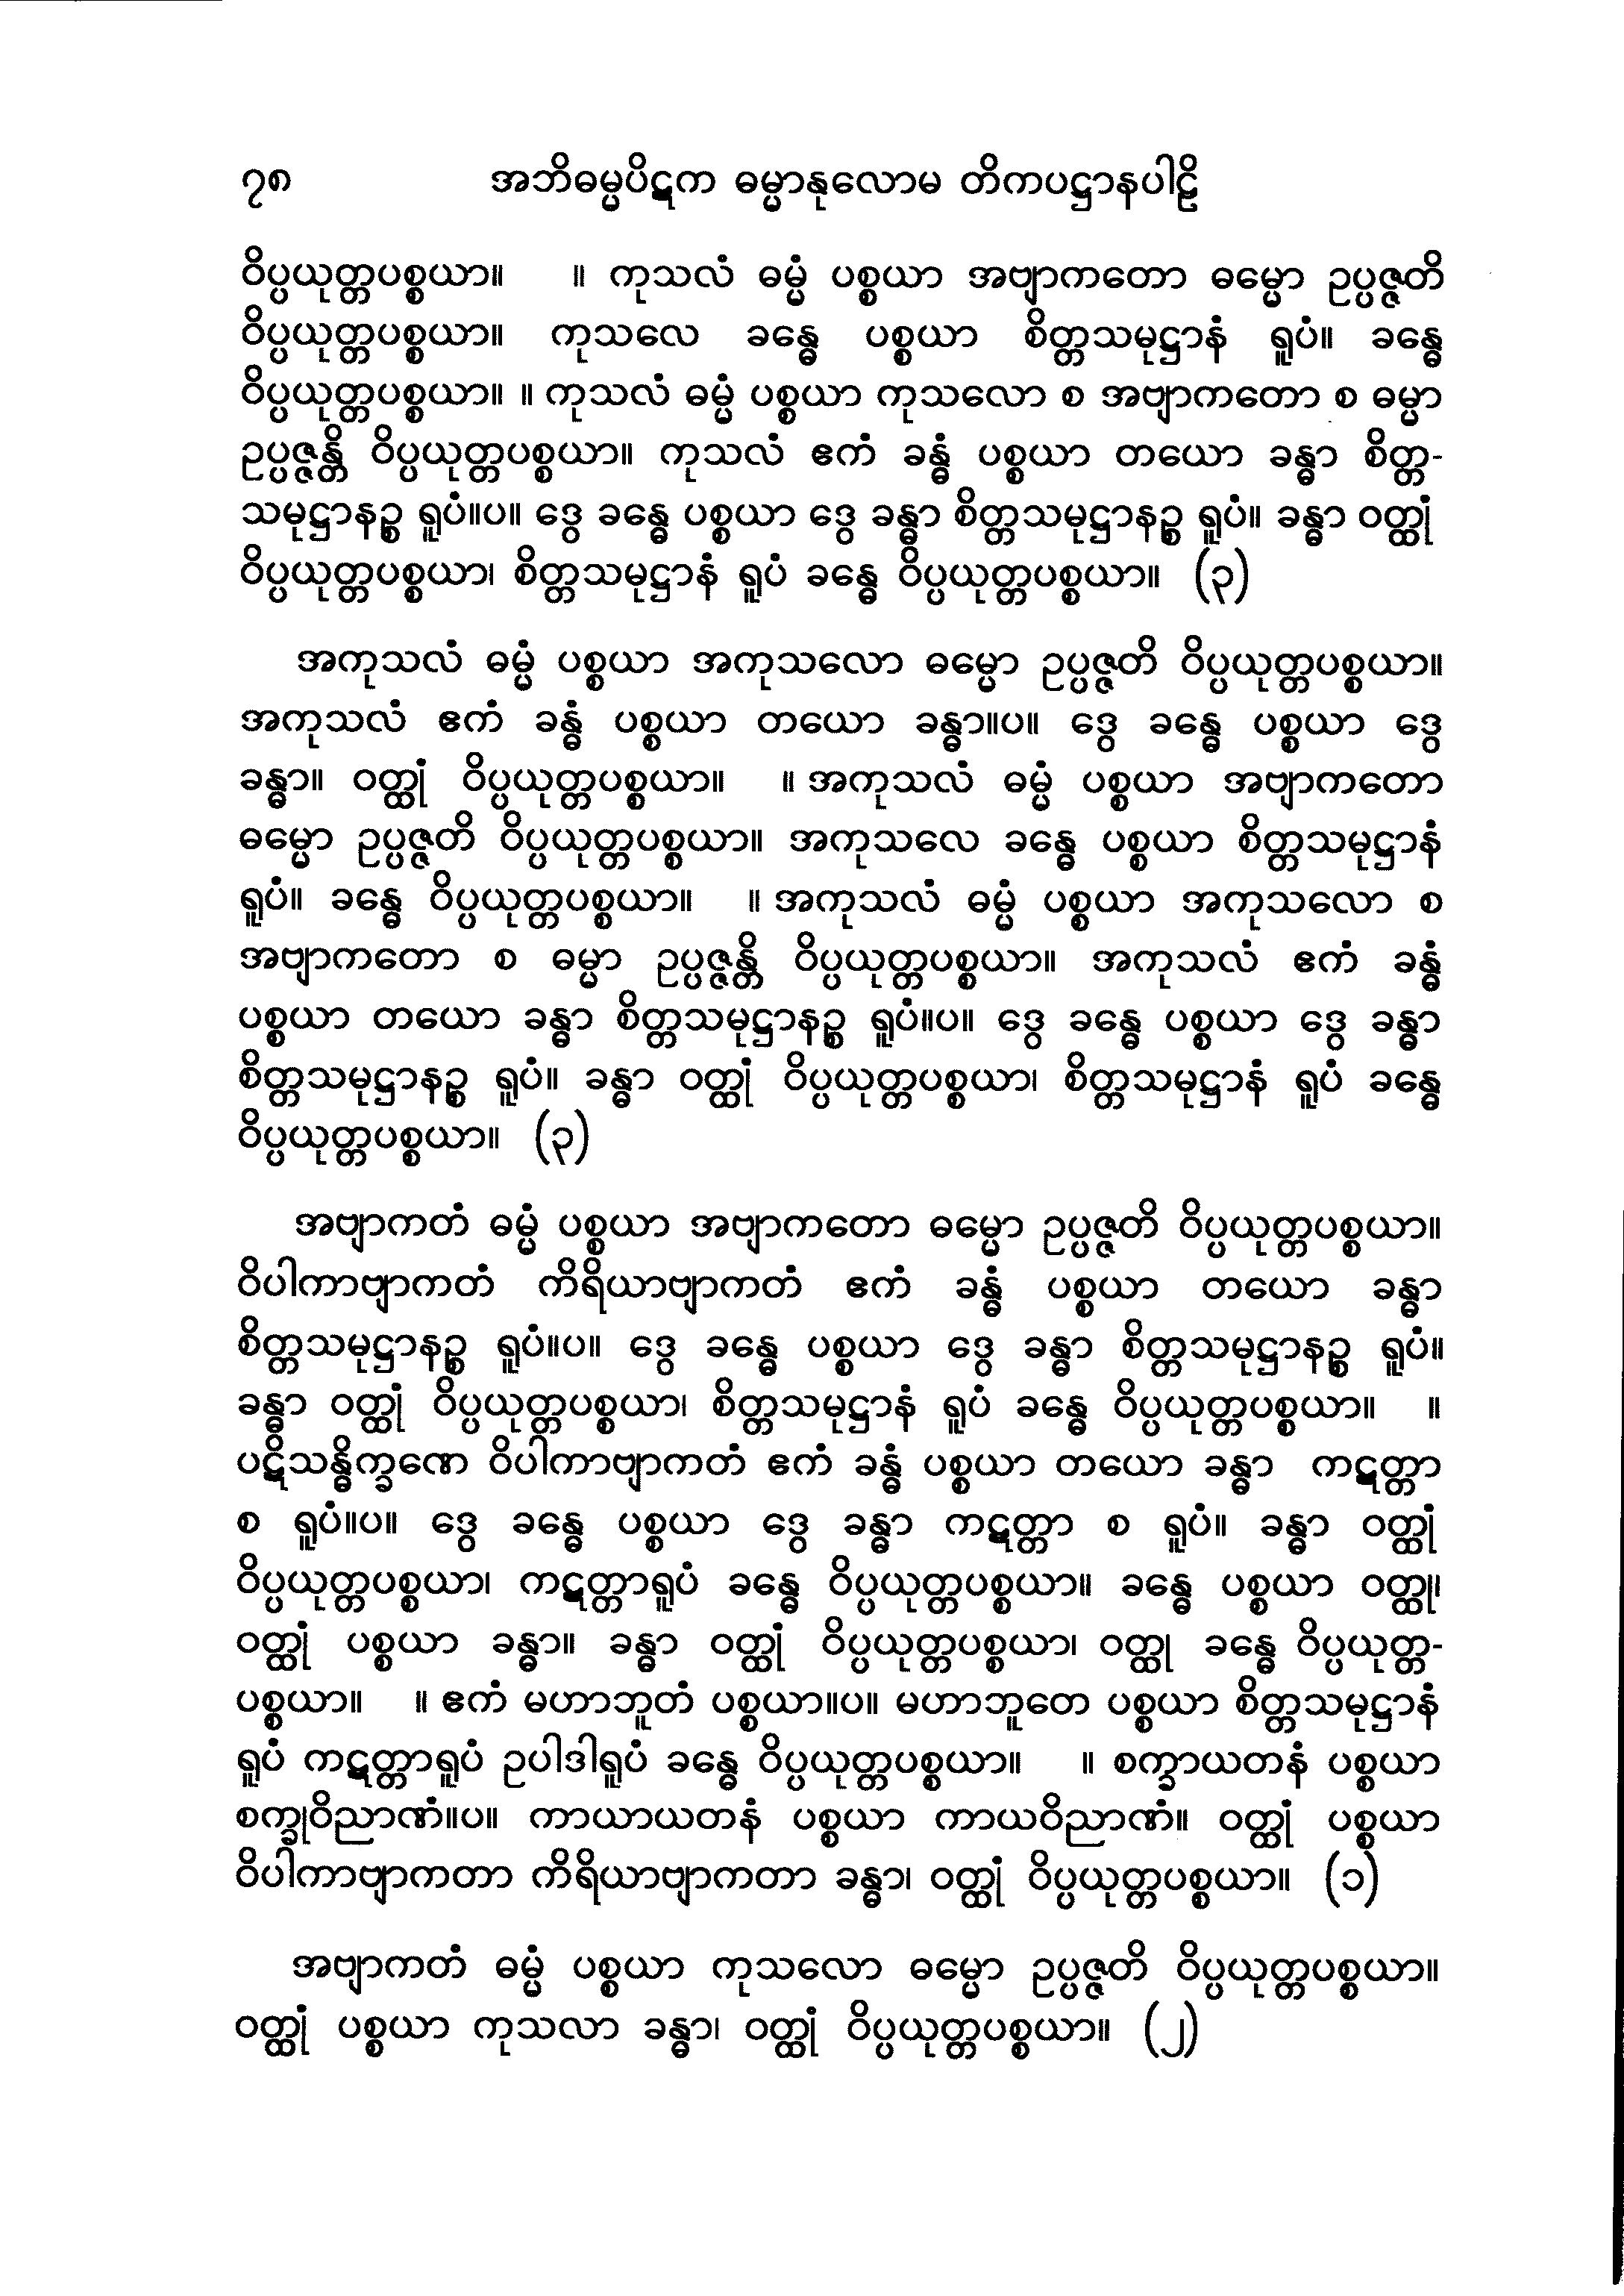 ၇၈ အဘိဓမ္မပိဋက ဓမ္မာနုလောမ တိကပဋ္ဌာနပါဠိ
ဝိပ္ပယုတ္တပစ္စယာ။ ။ ကုသလံ ဓမ္မံ ပစ္စယာ အဗျာကတော ဓမ္မော ဥပ္ပဇ္ဇတိ
ဝိပ္ပယုတ္တပစ္စယာ။ ကုသလေ ခန္ဓေ ပစ္စယာ စိတ္တသမုဋ္ဌာနံ ရူပံ။ ခန္ဓေ
ဝိပ္ပယုတ္တပစ္စယာ။ ။ ကုသလံ ဓမ္မံ ပစ္စယာ ကုသလော စ အဗျာကတော စ ဓမ္မာ
ဥပ္ပဇ္ဇန္တိ ဝိပ္ပယုတ္တပစ္စယာ။ ကုသလံ ဧကံ ခန္ဓံ ပစ္စယာ တယော ခန္ဓာ စိတ္တ-
သမုဋ္ဌာနဉ္စ ရူပံ။ပ။ ဒွေ ခန္ဓေ ပစ္စယာ ဒွေ ခန္ဓာ စိတ္တသမုဋ္ဌာနဉ္စ ရူပံ။ ခန္ဓာ ဝတ္ထုံ
ဝိပ္ပယုတ္တပစ္စယာ၊ စိတ္တသမုဋ္ဌာနံ ရူပံ ခန္ဓေ ဝိပ္ပယုတ္တပစ္စယာ။ (၃)
အကုသလံ ဓမ္မံ ပစ္စယာ အကုသလော ဓမ္မော ဥပ္ပဇ္ဇတိ ဝိပ္ပယုတ္တပစ္စယာ။
အကုသလံ ဧကံ ခန္ဓံ ပစ္စယာ တယော ခန္ဓာ။ပ။ ဒွေ ခန္ဓေ ပစ္စယာ ဒွေ
ခန္ဓာ။ ဝတ္ထုံ ဝိပ္ပယုတ္တပစ္စယာ။ ။ အကုသလံ ဓမ္မံ ပစ္စယာ အဗျာကတော
ဓမ္မော ဥပ္ပဇ္ဇတိ ဝိပ္ပယုတ္တပစ္စယာ။ အကုသလေ ခန္ဓေ ပစ္စယာ စိတ္တသမုဋ္ဌာနံ
ရူပံ။ ခန္ဓေ ဝိပ္ပယုတ္တပစ္စယာ။ ။ အကုသလံ ဓမ္မံ ပစ္စယာ အကုသလော စ
အဗျာကတော စ ဓမ္မာ ဥပ္ပဇ္ဇန္တိ ဝိပ္ပယုတ္တပစ္စယာ။ အကုသလံ ဧကံ ခန္ဓံ
ပစ္စယာ တယော ခန္ဓာ စိတ္တသမုဋ္ဌာနဉ္စ ရူပံ။ပ။ ဒွေ ခန္ဓေ ပစ္စယာ ဒွေ ခန္ဓာ
စိတ္တသမုဋ္ဌာနဉ္စ ရူပံ။ ခန္ဓာ ဝတ္ထုံ ဝိပ္ပယုတ္တပစ္စယာ၊ စိတ္တသမုဋ္ဌာနံ ရူပံ ခန္ဓေ
ဝိပ္ပယုတ္တပစ္စယာ။ (၃)
အဗျာကတံ ဓမ္မံ ပစ္စယာ အဗျာကတော ဓမ္မော ဥပ္ပဇ္ဇတိ ဝိပ္ပယုတ္တပစ္စယာ။
ဝိပါကာဗျာကတံ ကိရိယာဗျာကတံ ဧကံ ခန္ဓံ ပစ္စယာ တယော ခန္ဓာ
စိတ္တသမုဋ္ဌာနဉ္စ ရူပံ။ပ။ ဒွေ ခန္ဓေ ပစ္စယာ ဒွေ ခန္ဓာ စိတ္တသမုဋ္ဌာနဉ္စ ရူပံ။
ခန္ဓာ ဝတ္ထုံ ဝိပ္ပယုတ္တပစ္စယာ၊ စိတ္တသမုဋ္ဌာနံ ရူပံ ခန္ဓေ ဝိပ္ပယုတ္တပစ္စယာ။ ။
ပဋိသန္ဓိက္ခဏေ ဝိပါကာဗျာကတံ ဧကံ ခန္ဓံ ပစ္စယာ တယော ခန္ဓာ ကဋတ္တာ
စ ရူပံ။ပ။ ဒွေ ခန္ဓေ ပစ္စယာ ဒွေ ခန္ဓာ ကဋတ္တာ စ ရူပံ။ ခန္ဓာ ဝတ္ထုံ
ဝိပ္ပယုတ္တပစ္စယာ၊ ကဋတ္တာရူပံ ခန္ဓေ ဝိပ္ပယုတ္တပစ္စယာ။ ခန္ဓေ ပစ္စယာ ဝတ္ထု၊
ဝတ္ထုံ ပစ္စယာ ခန္ဓာ။ ခန္ဓာ ဝတ္ထုံ ဝိပ္ပယုတ္တပစ္စယာ၊ ဝတ္ထု ခန္ဓေ ဝိပ္ပယုတ္တ-
ပစ္စယာ။ ။ ဧကံ မဟာဘူတံ ပစ္စယာ။ပ။ မဟာဘူတေ ပစ္စယာ စိတ္တသမုဋ္ဌာနံ
ရူပံ ကဋတ္တာရူပံ ဥပါဒါရူပံ ခန္ဓေ ဝိပ္ပယုတ္တပစ္စယာ။ ။ စက္ခာယတနံ ပစ္စယာ
စက္ခုဝိညာဏံ။ပ။ ကာယာယတနံ ပစ္စယာ ကာယဝိညာဏံ။ ဝတ္ထုံ ပစ္စယာ
ဝိပါကာဗျာကတာ ကိရိယာဗျာကတာ ခန္ဓာ၊ ဝတ္ထုံ ဝိပ္ပယုတ္တပစ္စယာ။ (၁)
အဗျာကတံ ဓမ္မံ ပစ္စယာ ကုသလော ဓမ္မော ဥပ္ပဇ္ဇတိ ဝိပ္ပယုတ္တပစ္စယာ။
ဝတ္ထုံ ပစ္စယာ ကုသလာ ခန္ဓာ၊ ဝတ္ထုံ ဝိပ္ပယုတ္တပစ္စယာ။ (၂)